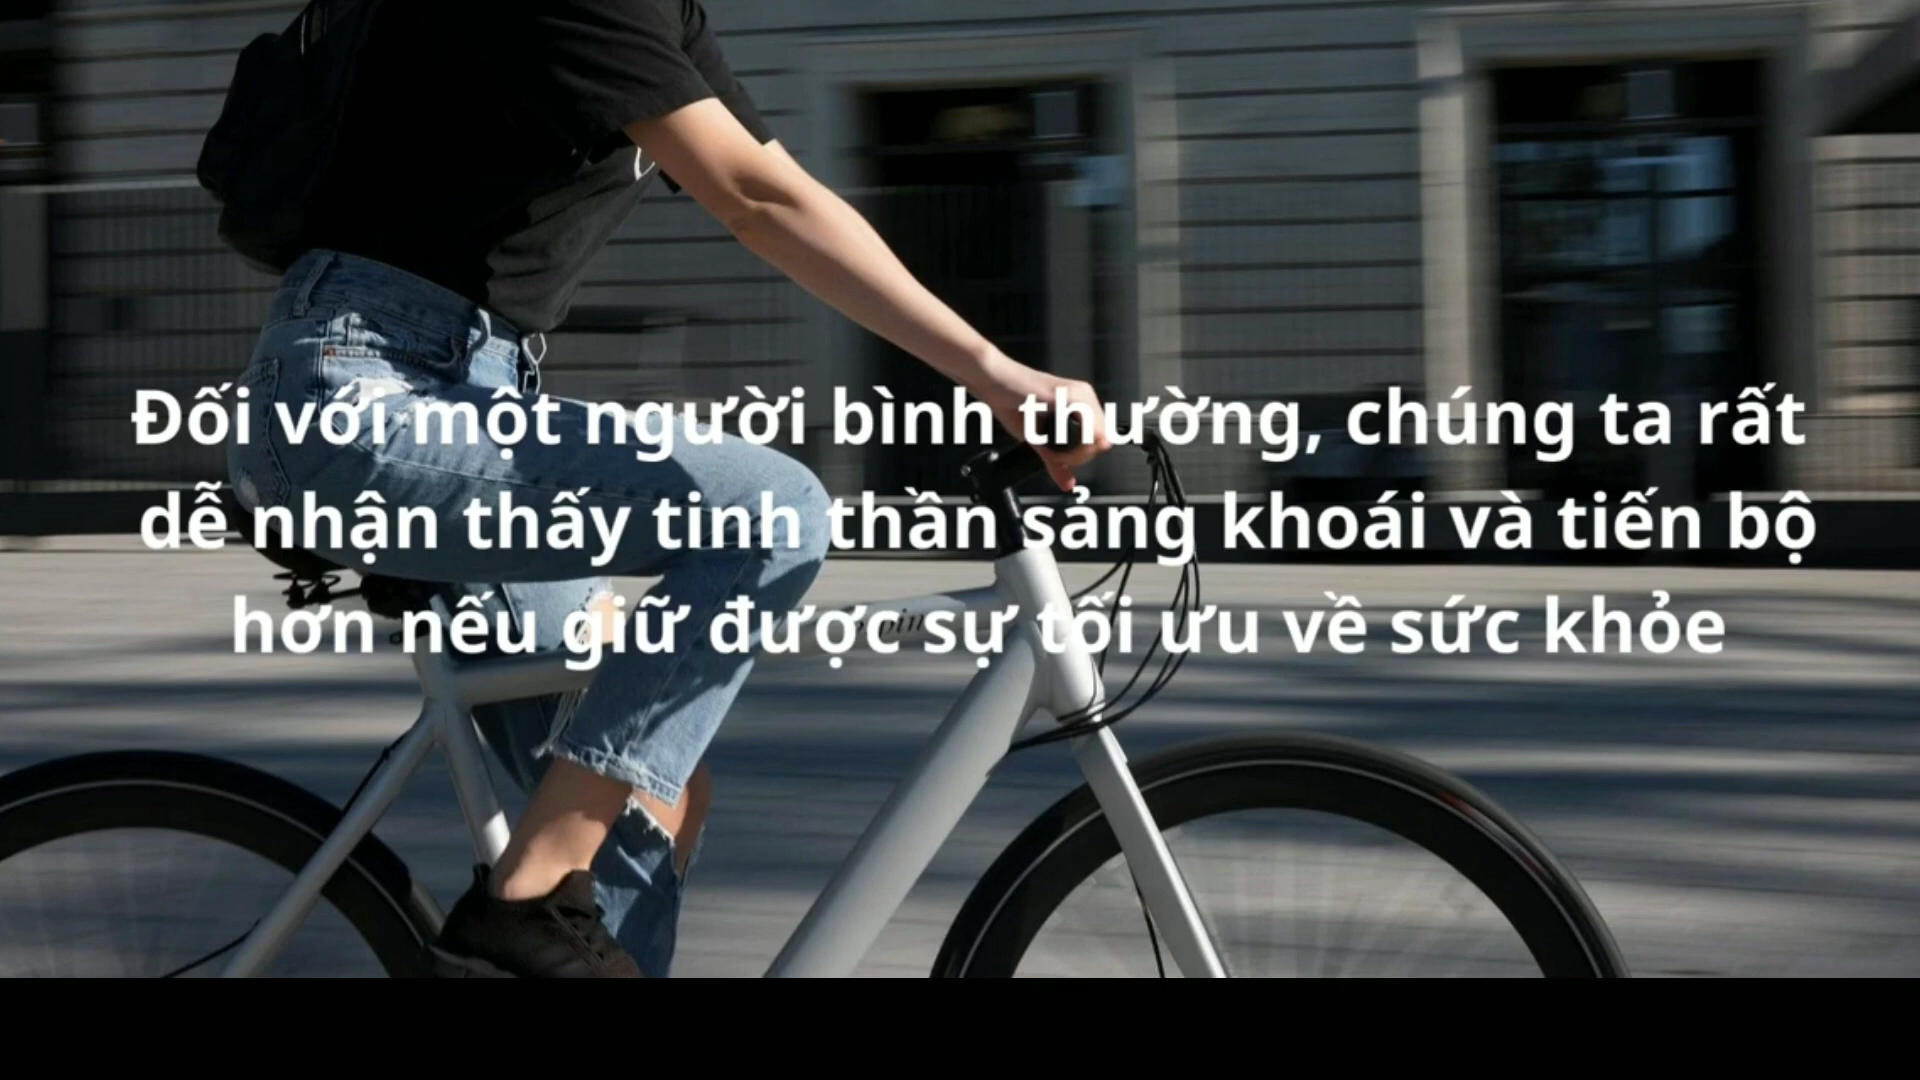 Đối với một người bình thường, chúng ta rất
dễ nhận thấy tinh thần sảng khoái và tiến bộ
hơn nếu giữ được sự tối ưu về sức khỏe